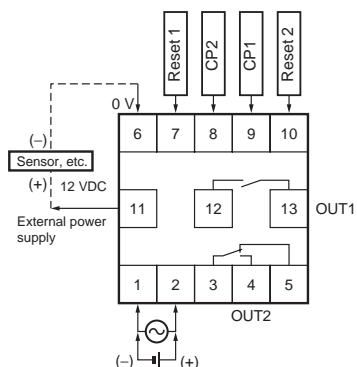 Reset 1
CP2
CP1
Reset 2
0 V
6 7 8 9 10
(−)
Sensor, etc.
(+)
12 VDC
External power
supply
11 12 13
OUT1
1 2 3 4 5
OUT2
(−) (+)